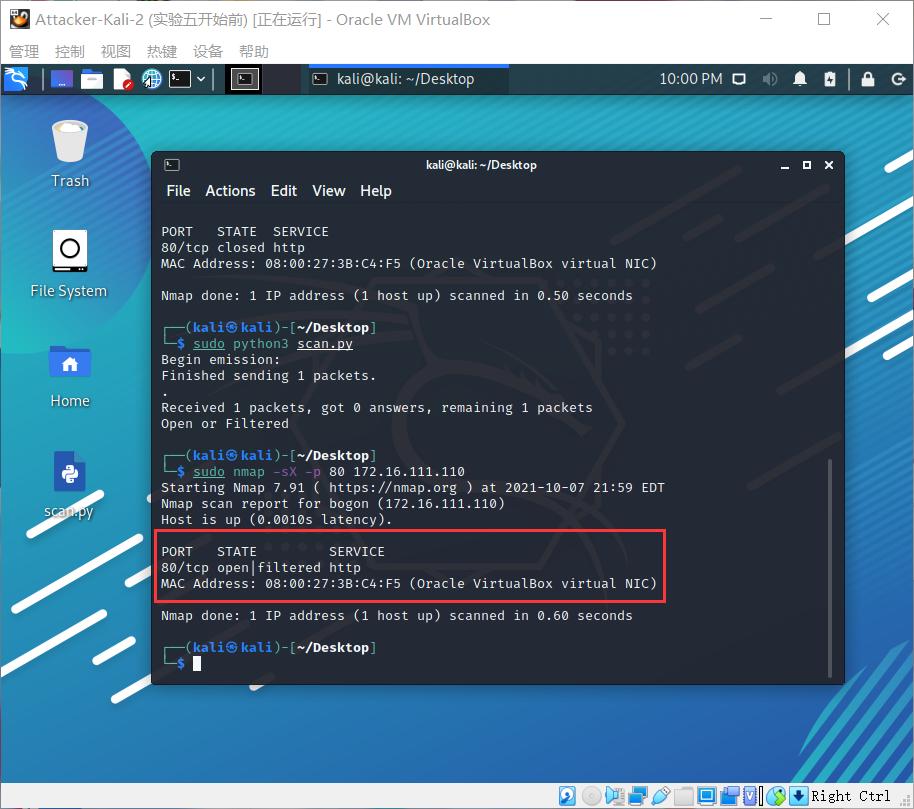 Attacker-Kali-2 (实验五开始前) [正在运行] - Oracle VM VirtualBox
管理 控制 视图 热键 设备 帮助
kali@kali: ~/Desktop 10:00 PM
Trash
File System
Home
scan.py
kali@kali: ~/Desktop
File Actions Edit View Help
PORT   STATE  SERVICE
80/tcp closed http
MAC Address: 08:00:27:3B:C4:F5 (Oracle VirtualBox virtual NIC)
Nmap done: 1 IP address (1 host up) scanned in 0.50 seconds
┌──(kali㉿kali)-[~/Desktop]
└─$ sudo python3 scan.py
Begin emission:
Finished sending 1 packets.
.
Received 1 packets, got 0 answers, remaining 1 packets
Open or Filtered
┌──(kali㉿kali)-[~/Desktop]
└─$ sudo nmap -sX -p 80 172.16.111.110
Starting Nmap 7.91 ( https://nmap.org ) at 2021-10-07 21:59 EDT
Nmap scan report for bogon (172.16.111.110)
Host is up (0.0010s latency).
PORT   STATE         SERVICE
80/tcp open|filtered http
MAC Address: 08:00:27:3B:C4:F5 (Oracle VirtualBox virtual NIC)
Nmap done: 1 IP address (1 host up) scanned in 0.60 seconds
┌──(kali㉿kali)-[~/Desktop]
└─$
Right Ctrl